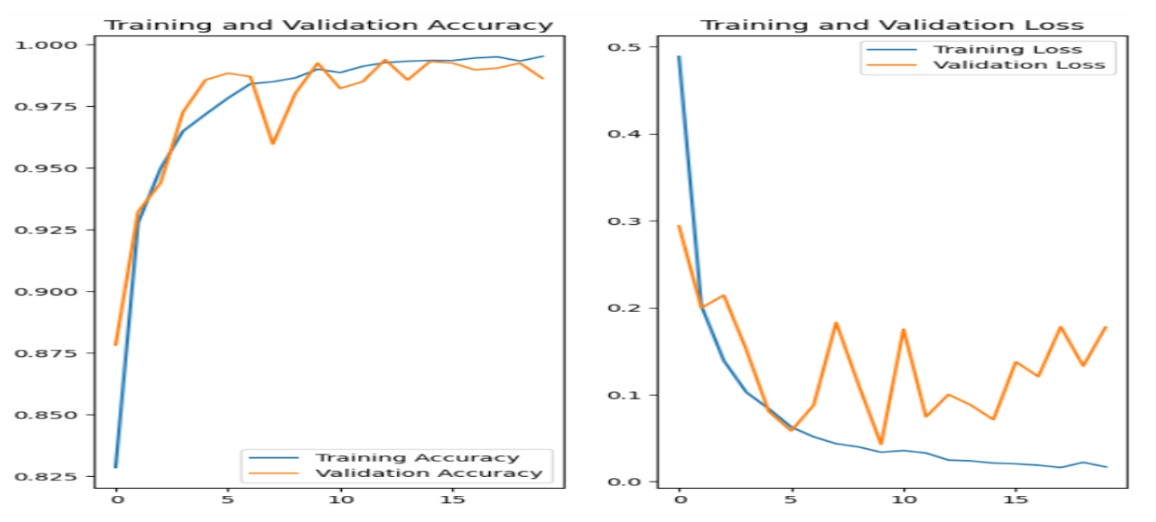 Training and Validation Accuracy
1.000
0.975
0.950
0.925
0.900
0.875
0.850
0.825
Training Accuracy
Validation Accuracy
0 5 10 15
Training and Validation Loss
0.5
0.4
0.3
0.2
0.1
0.0
Training Loss
Validation Loss
0 5 10 15